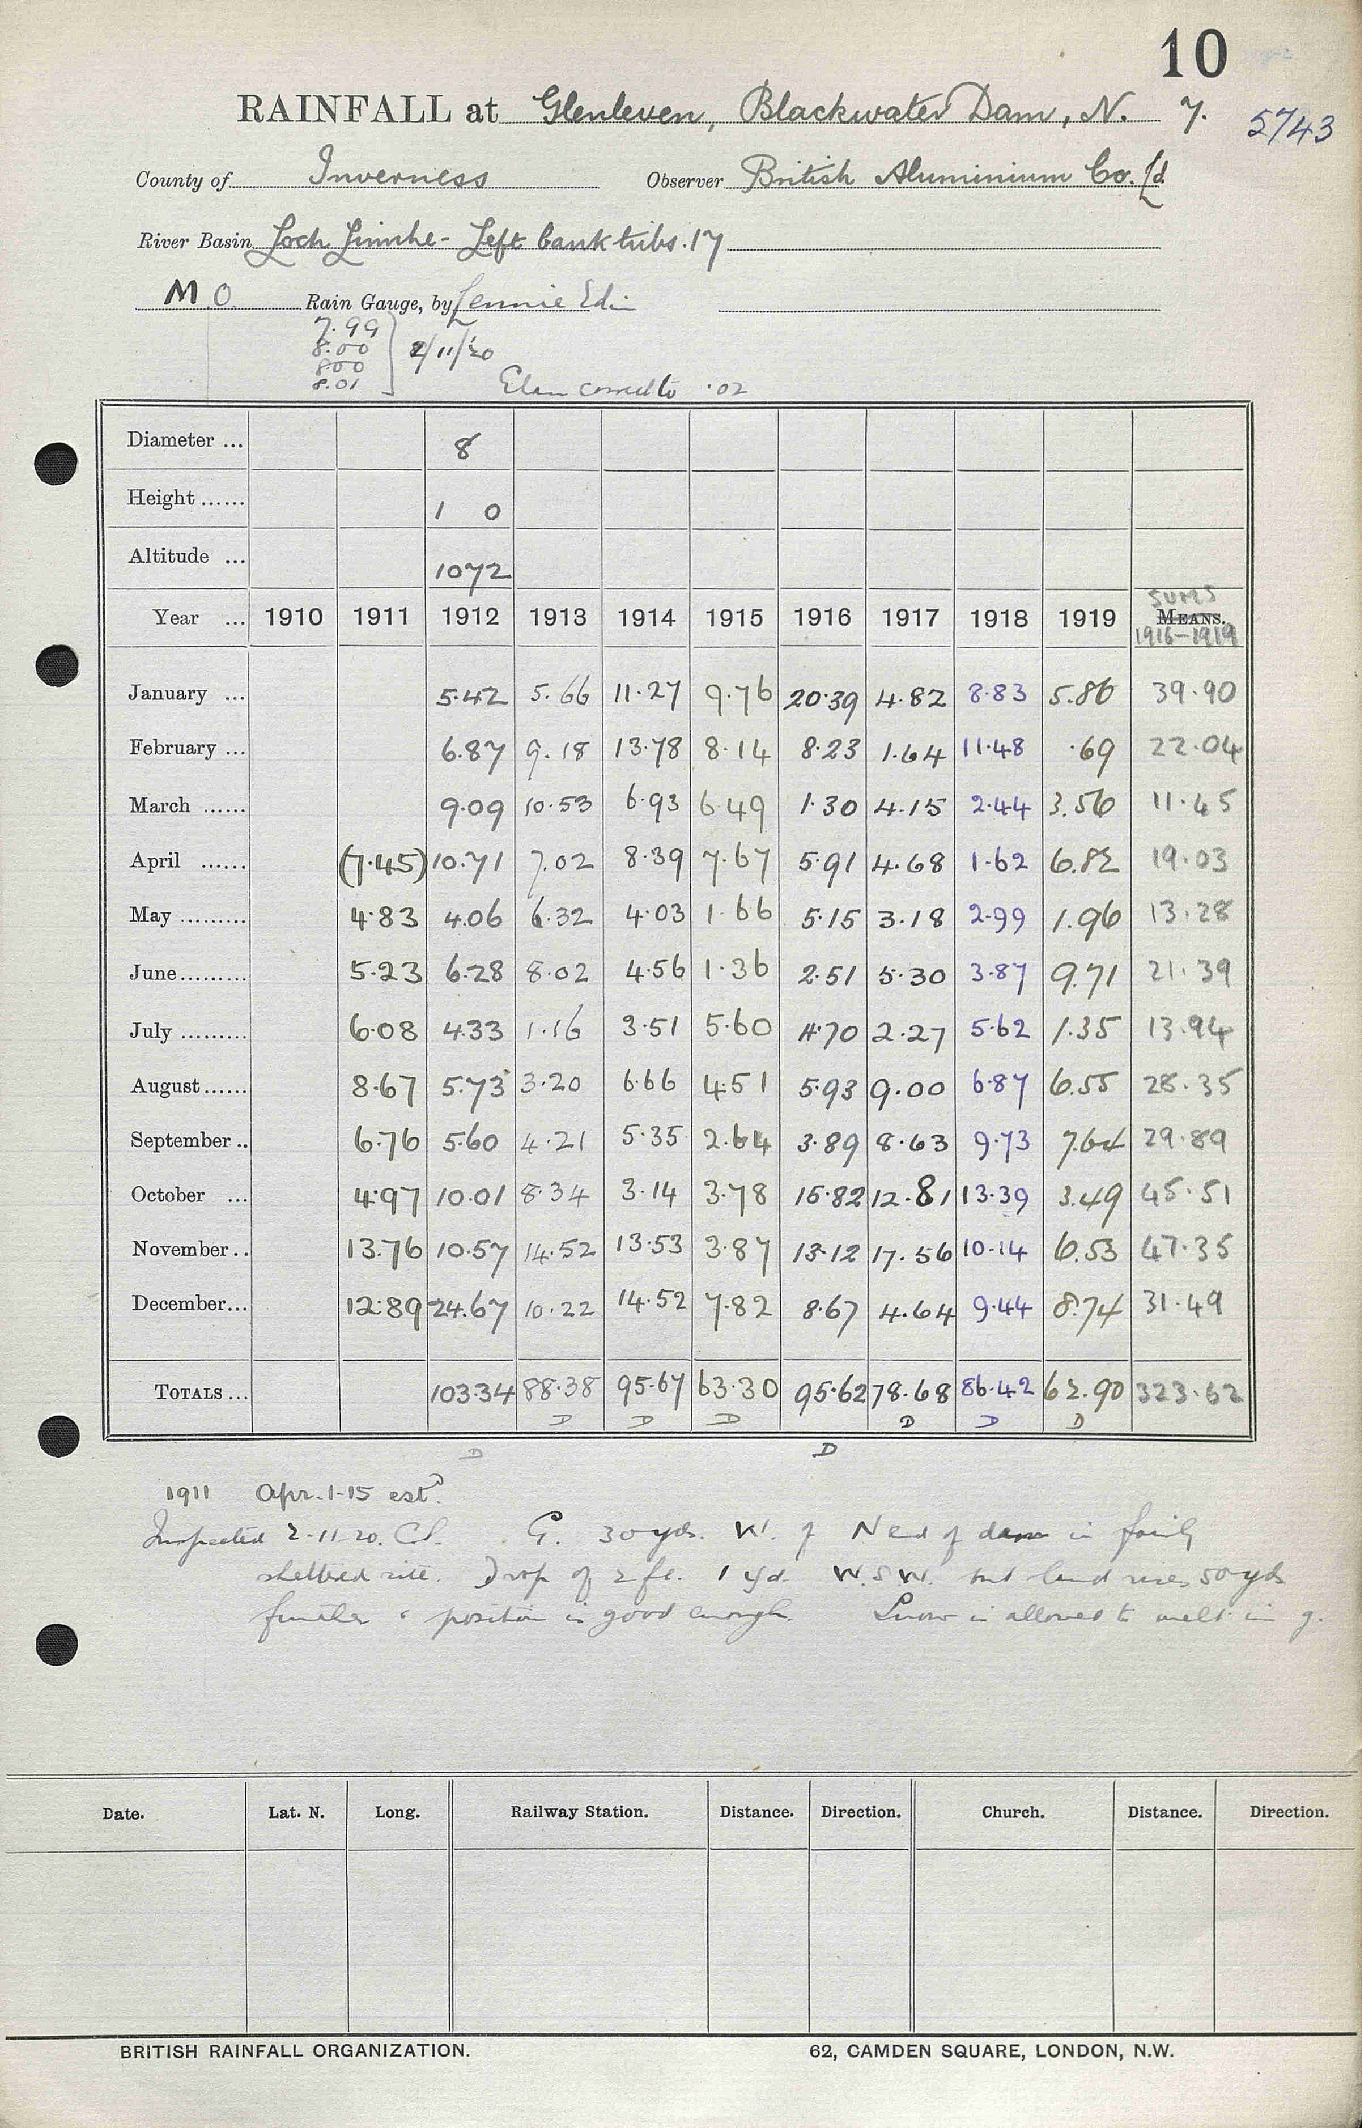 10
RAINFALL at Glenleven, Blackwater Dam, N. 7. 5743
County of Inverness Observer British Aluminium Co. Ld
River Basin Loch Linnhe - Left bank tribs. 17
M.O. Rain Gauge, by Lennie Edin
7.99
8.00
8.00
8.01
2/11/20
·02
Diameter ... 8
Height ...... 1 0
Altitude ... 1072
SUMS
Year ... 1910 1911 1912 1913 1914 1915 1916 1917 1918 1919 MEANS.
1916-1919
January ... 5.42 5.66 11.27 9.76 20.39 4.82 8.83 5.86 39.90
February ... 6.87 9.18 13.78 8.14 8.23 1.64 11.48 .69 22.04
March ...... 9.09 10.53 6.93 6.49 1.30 4.15 2.44 3.56 11.45
April ...... (7.45) 10.71 7.02 8.39 7.67 5.91 4.68 1.62 6.82 19.03
May ......... 4.83 4.06 6.32 4.03 1.66 5.15 3.18 2.99 1.96 13.28
June......... 5.23 6.28 8.02 4.56 1.36 2.51 5.30 3.87 9.71 21.39
July ......... 6.08 4.33 1.16 3.51 5.60 4.70 2.27 5.62 1.35 13.94
August...... 8.67 5.73 3.20 6.66 4.51 5.93 9.00 6.87 6.55 28.35
September .. 6.76 5.60 4.21 5.35 2.64 3.89 8.63 9.73 7.64 29.89
October ... 4.97 10.01 8.34 3.14 3.78 15.82 12.81 13.39 3.49 45.51
November .. 13.76 10.57 14.52 13.53 3.87 13.12 17.56 10.14 6.53 47.35
December... 12.89 24.67 10.22 14.52 7.82 8.67 4.64 9.44 8.74 31.49
TOTALS ... 103.34 88.38 95.67 63.30 95.62 78.68 86.42 62.90 323.62
D D D D D D
D D
1911 Apr. 1-15 estd.
Inspected 2-11-20. G. 30 yds. W. of N end of dam in fairly
sheltered site. Drop of 2 ft. 1 yd. W.S.W. but land rises 50 yds
further & position is good enough. Snow is allowed to melt in g.
Date. Lat. N. Long. Railway Station. Distance. Direction. Church. Distance. Direction.
BRITISH RAINFALL ORGANIZATION. 62, CAMDEN SQUARE, LONDON, N.W.